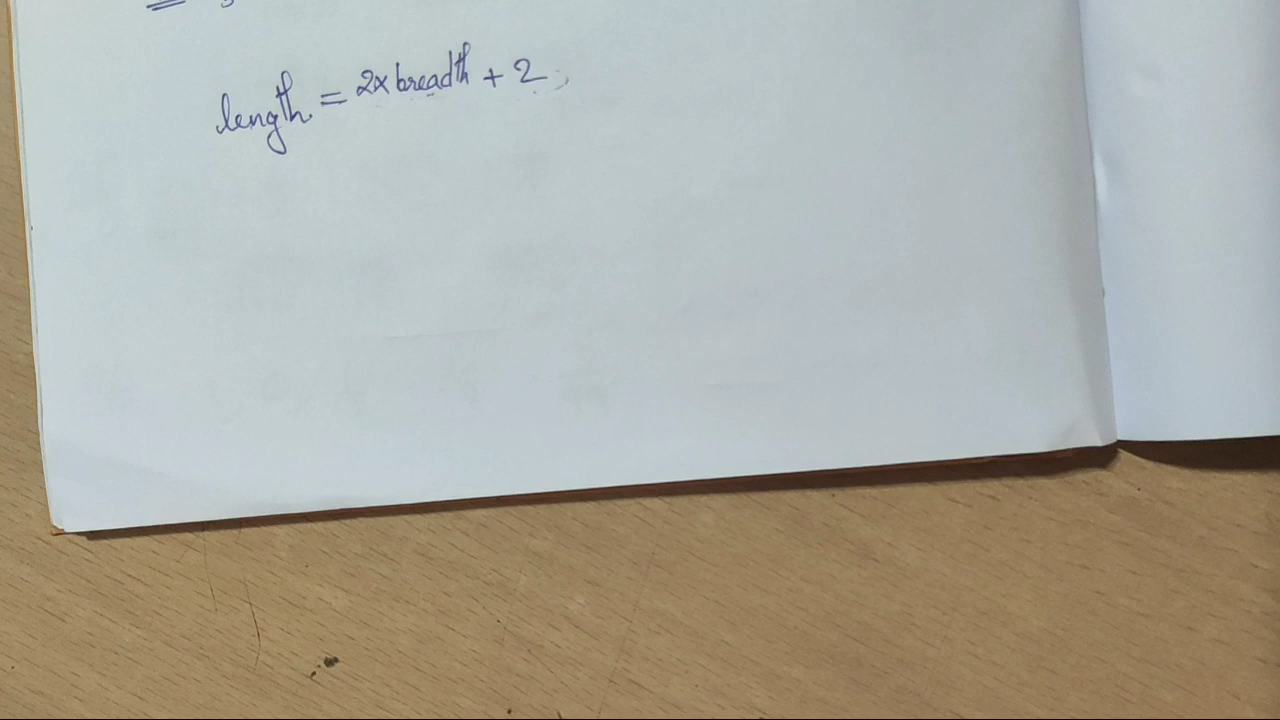 length = 2x breadth + 2